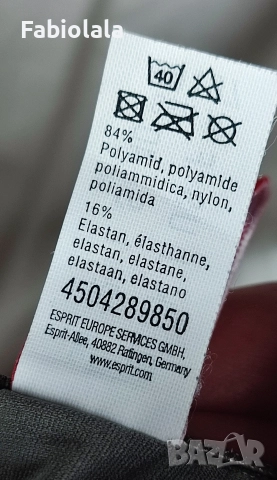 Fabiolala
40
84%
Polyamid, polyamide
poliammidica, nylon,
poliamida
16%
Elastan, élasthanne,
elastan, elastane,
elastaan, elastano
4504289850
ESPRIT EUROPE SERVICES GMBH,
Esprit-Allee, 40882 Ratingen, Germany
www.esprit.com
BAZAR